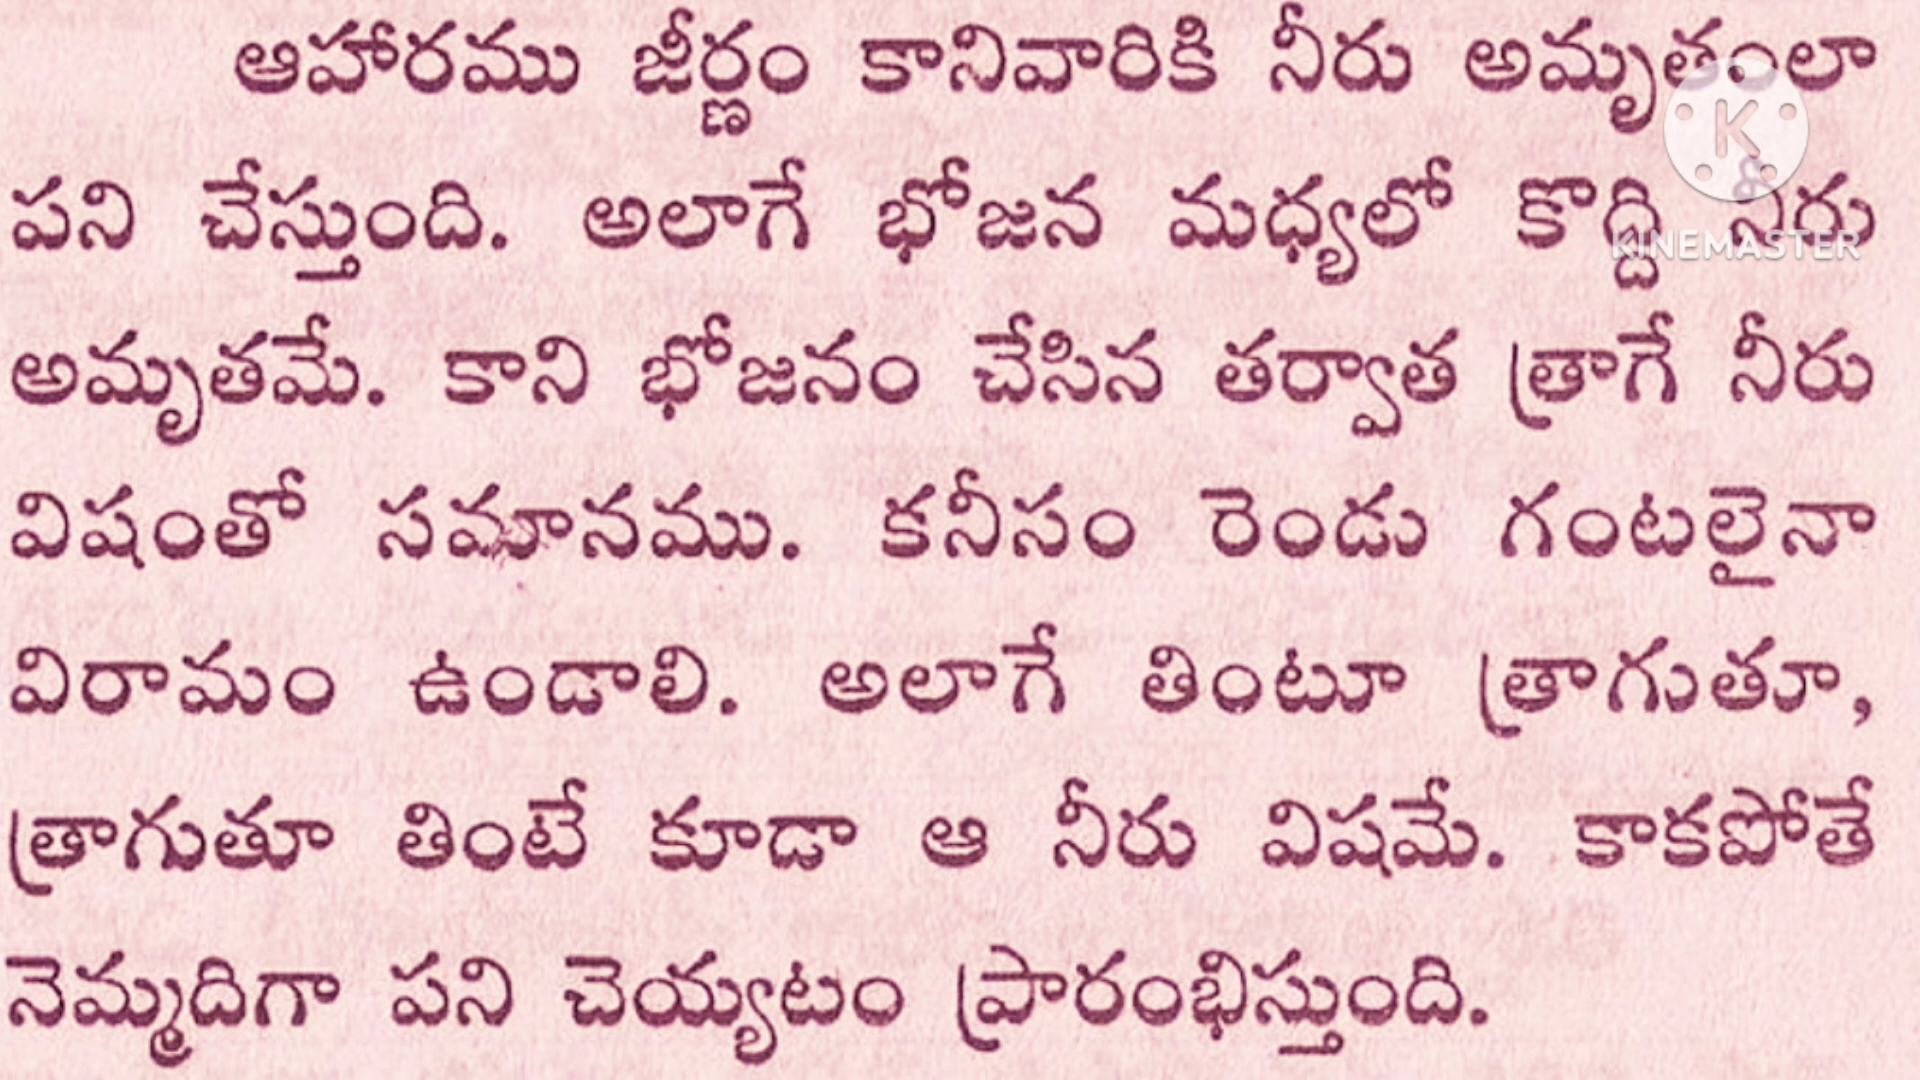 ఆహారము జీర్ణం కానివారికి నీరు అమృతంలా
పని చేస్తుంది. అలాగే భోజన మధ్యలో కొద్ది నీరు
KINEMASTER
అమృతమే. కాని భోజనం చేసిన తర్వాత త్రాగే నీరు
విషంతో సమానము. కనీసం రెండు గంటలైనా
విరామం ఉండాలి. అలాగే తింటూ త్రాగుతూ,
త్రాగుతూ తింటే కూడా ఆ నీరు విషమే. కాకపోతే
నెమ్మదిగా పని చెయ్యటం ప్రారంభిస్తుంది.